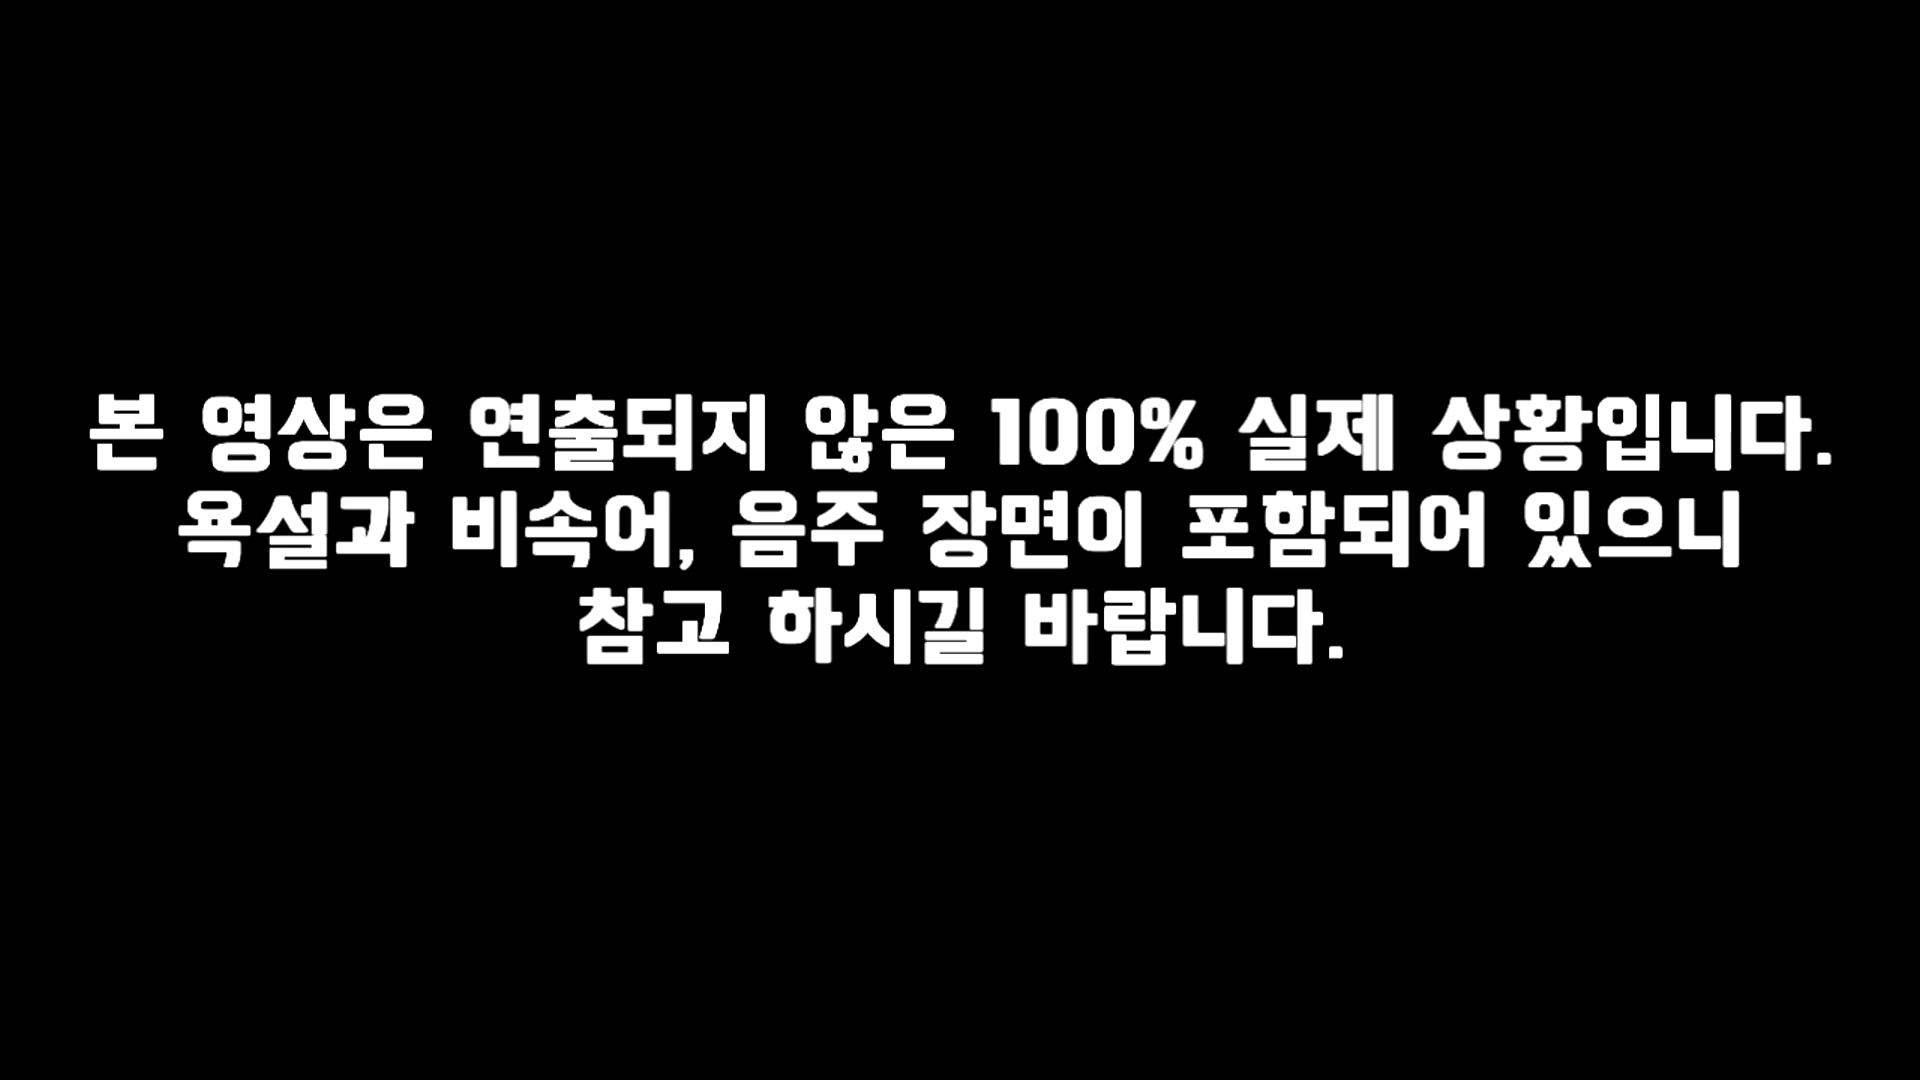 본 영상은 연출되지 않은 100% 실제 상황입니다.
욕설과 비속어, 음주 장면이 포함되어 있으니
참고 하시길 바랍니다.